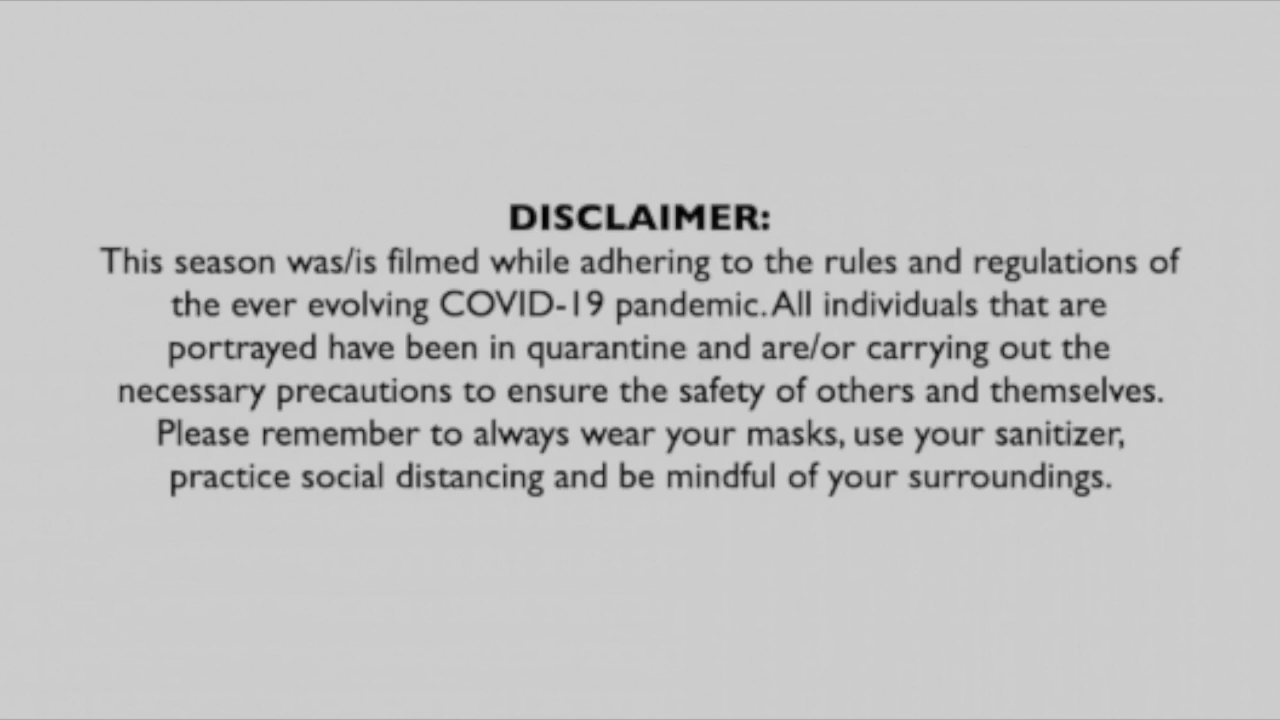 DISCLAIMER:
This season was/is filmed while adhering to the rules and regulations of
the ever evolving COVID-19 pandemic. All individuals that are
portrayed have been in quarantine and are/or carrying out the
necessary precautions to ensure the safety of others and themselves.
Please remember to always wear your masks, use your sanitizer,
practice social distancing and be mindful of your surroundings.